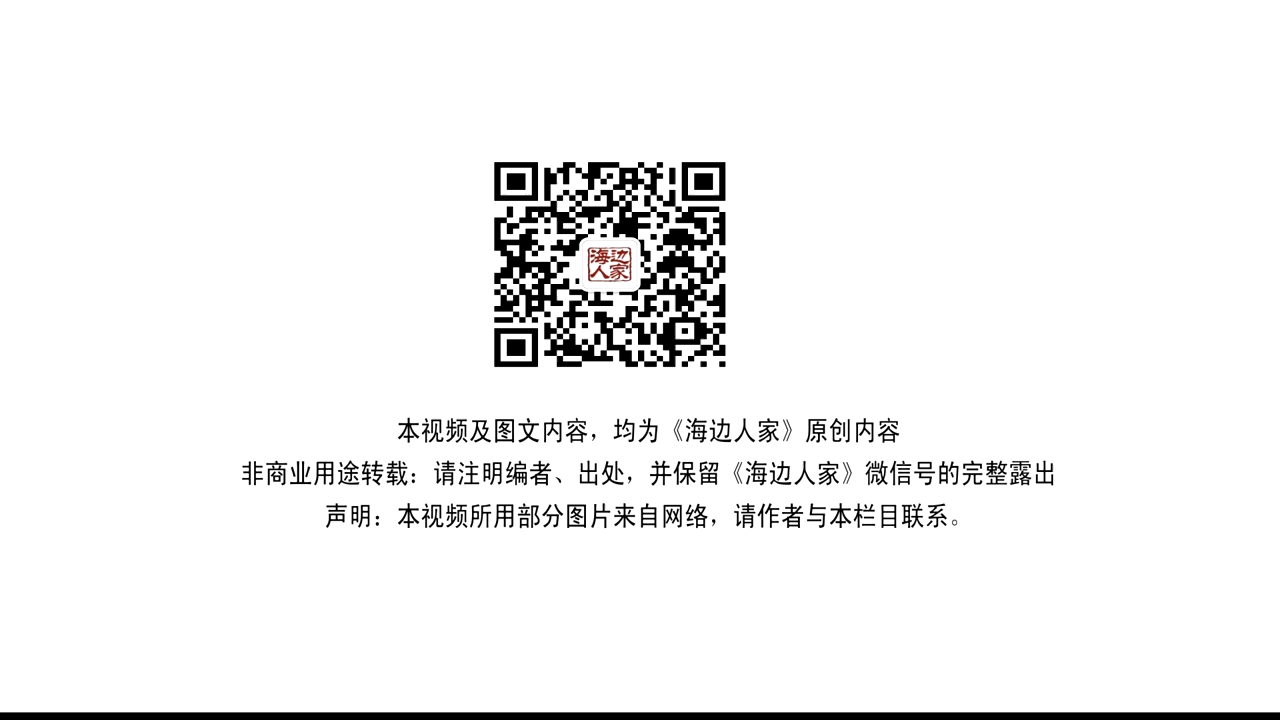 海边
人家
本视频及图文内容，均为《海边人家》原创内容
非商业用途转载：请注明编者、出处，并保留《海边人家》微信号的完整露出
声明：本视频所用部分图片来自网络，请作者与本栏目联系。